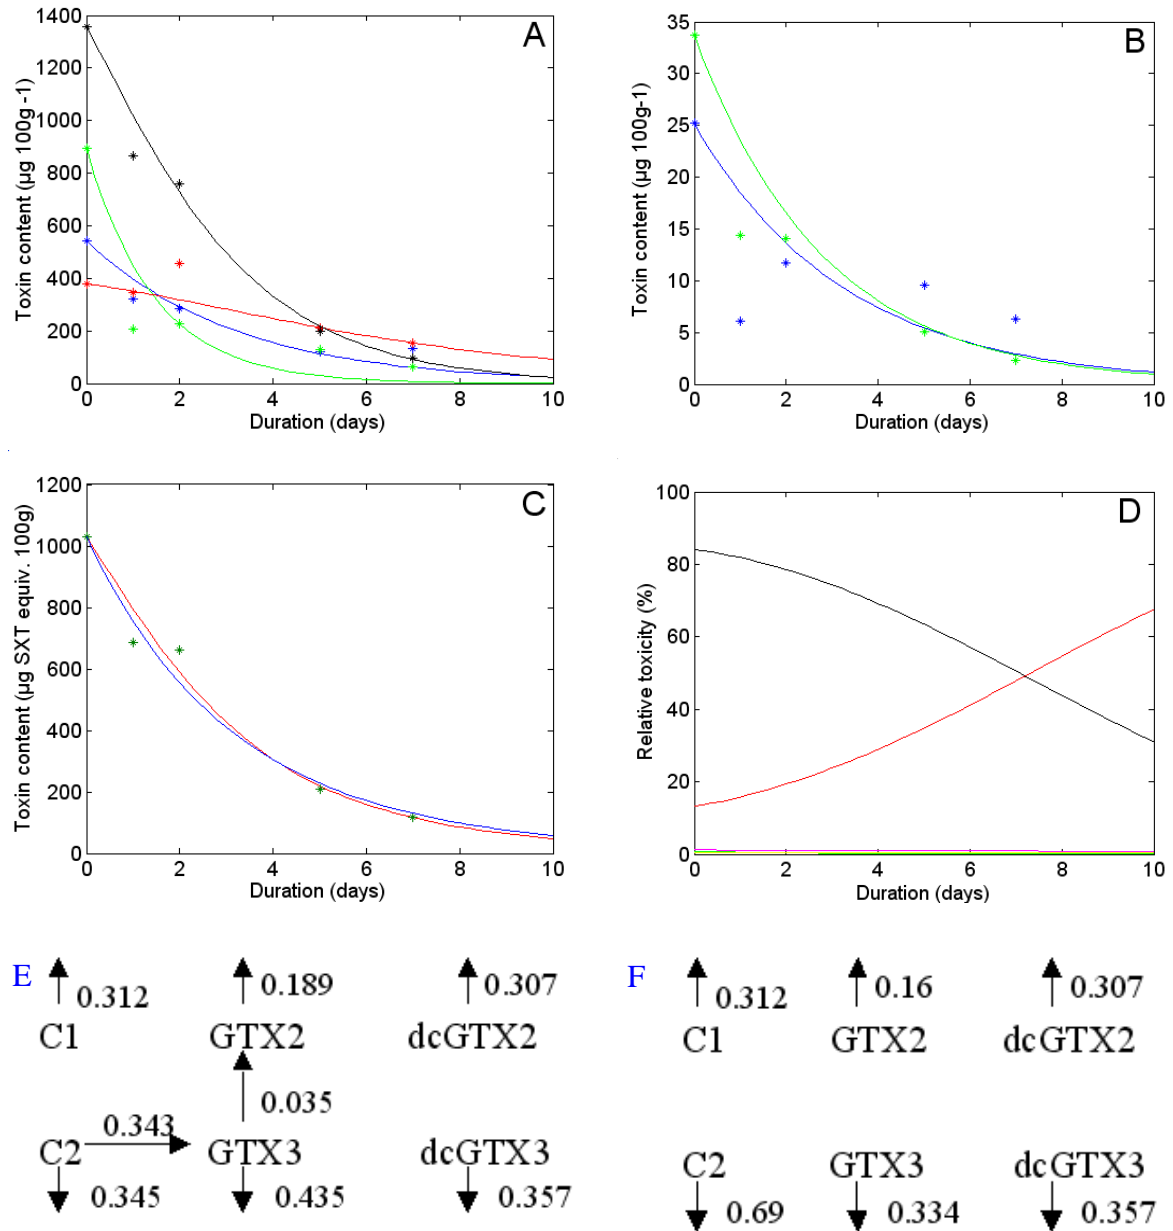 A
1400
1200
1000
800
600
400
200
0
0 2 4 6 8 10
Toxin content (µg 100g -1)
Duration (days)
B
35
30
25
20
15
10
5
0
0 2 4 6 8 10
Toxin content (µg 100g-1)
Duration (days)
C
1200
1000
800
600
400
200
0
0 2 4 6 8 10
Toxin content (µg SXT equiv. 100g)
Duration (days)
D
100
80
60
40
20
0
0 2 4 6 8 10
Relative toxicity (%)
Duration (days)
E
0.312 0.189 0.307
C1 GTX2 dcGTX2
0.035
0.343
C2 GTX3 dcGTX3
0.345 0.435 0.357
F
0.312 0.16 0.307
C1 GTX2 dcGTX2
C2 GTX3 dcGTX3
0.69 0.334 0.357